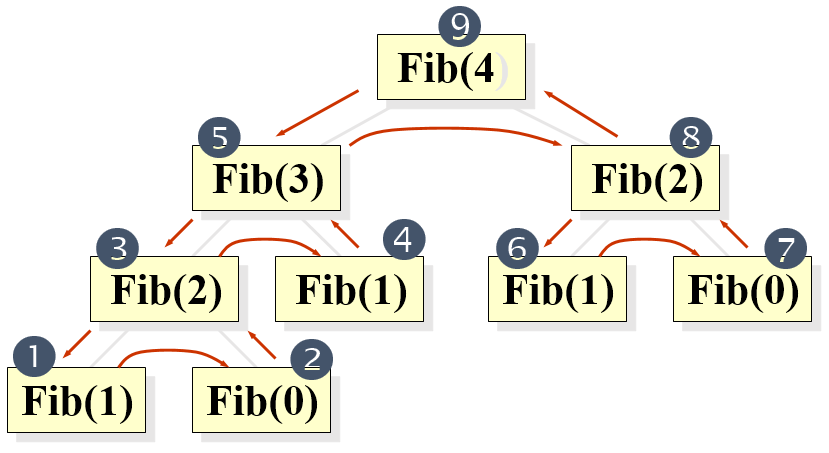 9
Fib(4)
5
8
Fib(3)
Fib(2)
3
4
6
7
Fib(2)
Fib(1)
Fib(1)
Fib(0)
1
2
Fib(1)
Fib(0)